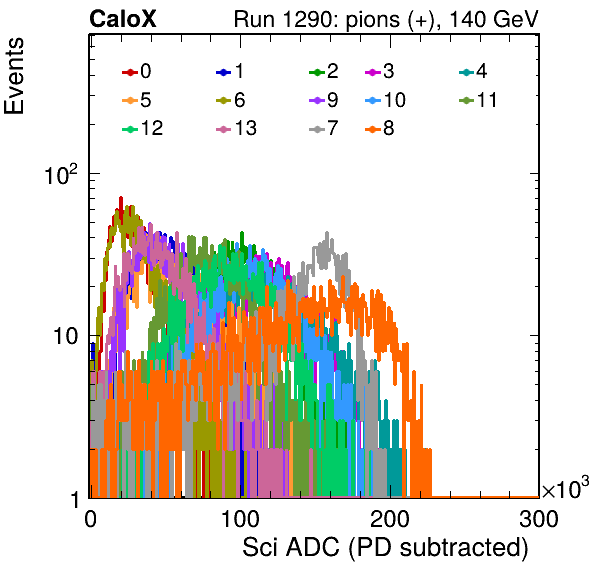 CaloX Run 1290: pions (+), 140 GeV
Events
0 1 2 3 4
5 6 9 10 11
12 13 7 8
10²
10
1
0 100 200 300
×10³
Sci ADC (PD subtracted)